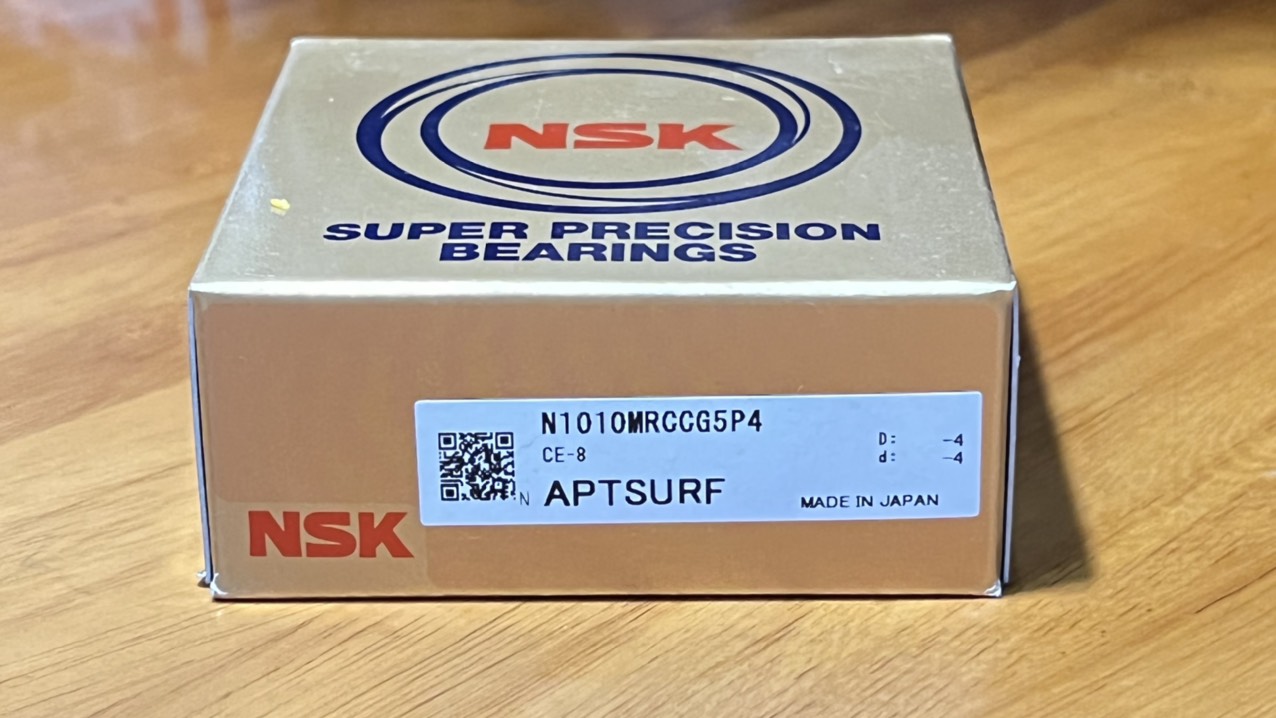 NSK
SUPER PRECISION
BEARINGS
N1010MRCCG5P4
CE-8
D: -4
d: -4
N APTSURF
MADE IN JAPAN
NSK